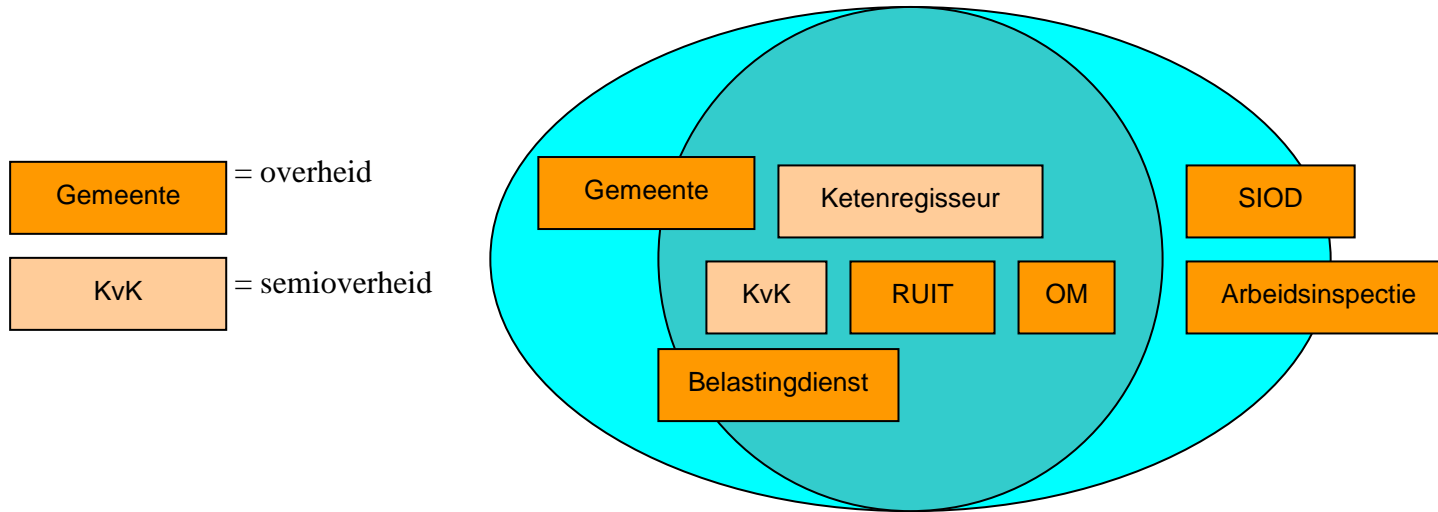 Gemeente = overheid
KvK = semioverheid
Gemeente
Ketenregisseur
SIOD
KvK
RUIT
OM
Arbeidsinspectie
Belastingdienst